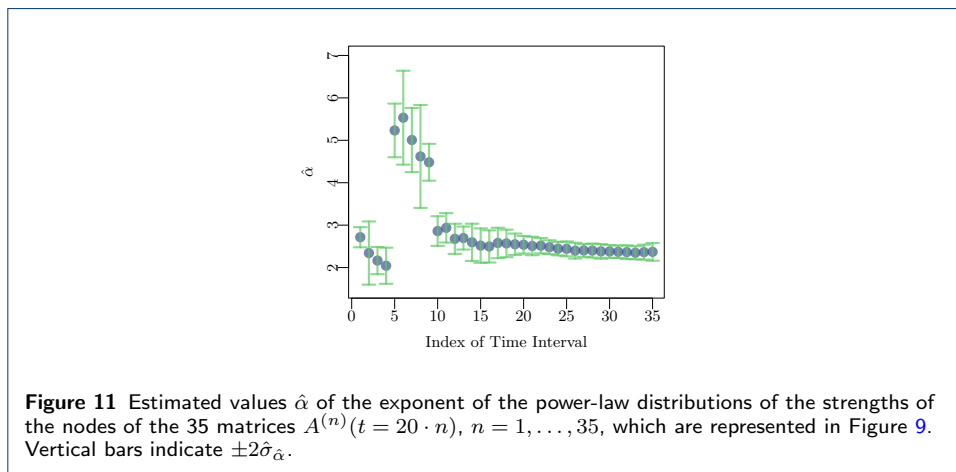 7
6
5
4
3
2
α̂
0 5 10 15 20 25 30 35
Index of Time Interval
Figure 11 Estimated values α̂ of the exponent of the power-law distributions of the strengths of
the nodes of the 35 matrices A⁽ⁿ⁾(t = 20 · n), n = 1, . . . , 35, which are represented in Figure 9.
Vertical bars indicate ±2σ̂_α̂.